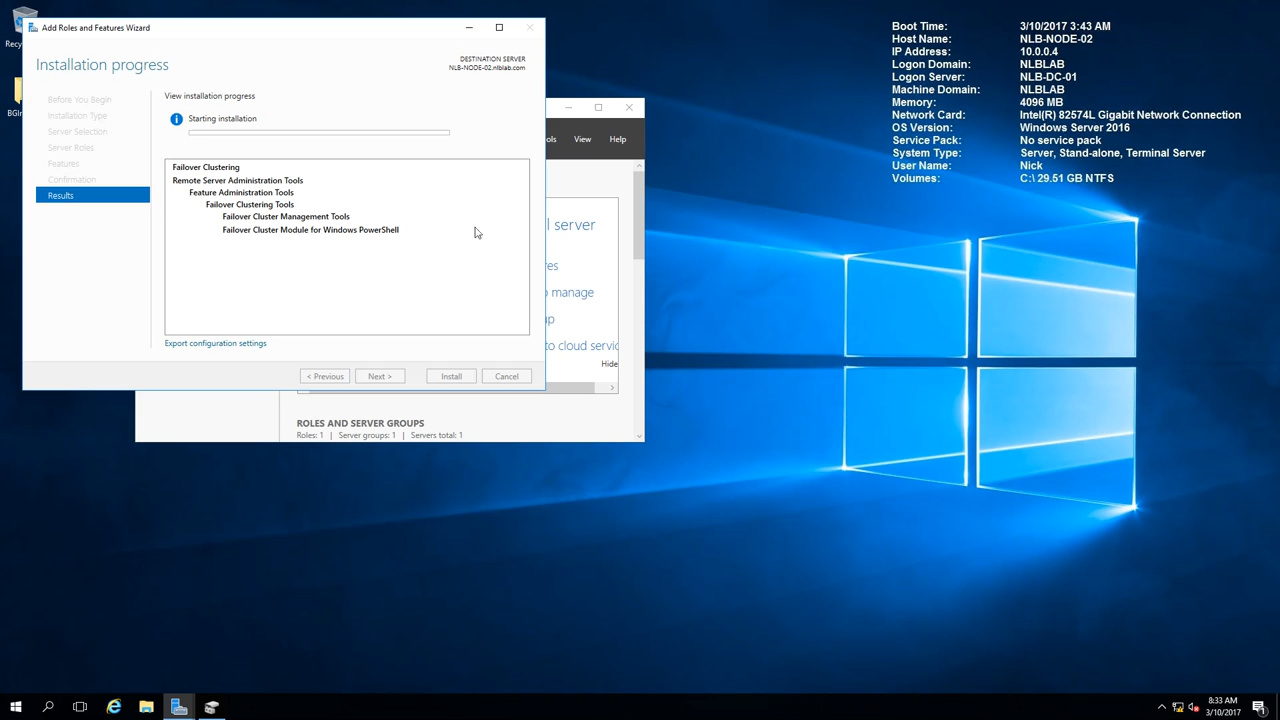 Recyc
BGIn
Add Roles and Features Wizard
Installation progress
DESTINATION SERVER
NLB-NODE-02.nlblab.com
Before You Begin
Installation Type
Server Selection
Server Roles
Features
Confirmation
Results
View installation progress
Starting installation
Failover Clustering
Remote Server Administration Tools
Feature Administration Tools
Failover Clustering Tools
Failover Cluster Management Tools
Failover Cluster Module for Windows PowerShell
Export configuration settings
< Previous
Next >
Install
Cancel
ols
View
Help
l server
es
o manage
up
to cloud servic
Hide
ROLES AND SERVER GROUPS
Roles: 1 | Server groups: 1 | Servers total: 1
Boot Time: 3/10/2017 3:43 AM
Host Name: NLB-NODE-02
IP Address: 10.0.0.4
Logon Domain: NLBLAB
Logon Server: NLB-DC-01
Machine Domain: NLBLAB
Memory: 4096 MB
Network Card: Intel(R) 82574L Gigabit Network Connection
OS Version: Windows Server 2016
Service Pack: No service pack
System Type: Server, Stand-alone, Terminal Server
User Name: Nick
Volumes: C:\ 29.51 GB NTFS
8:33 AM
3/10/2017
1